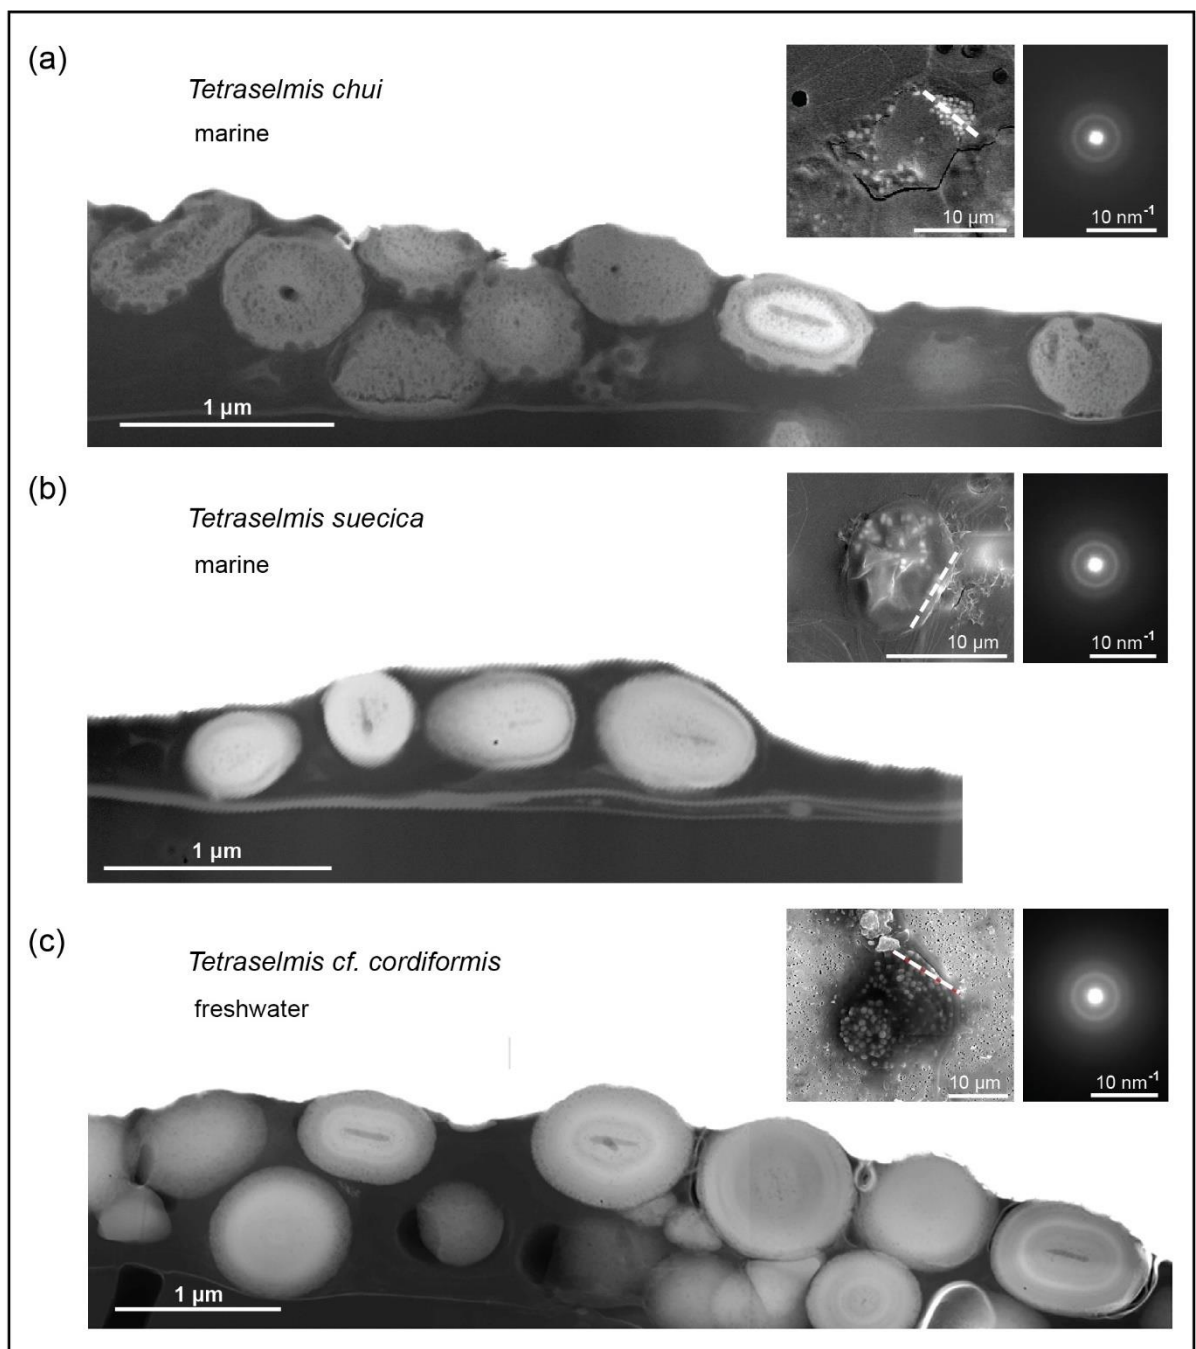 (a)
Tetraselmis chui
marine
10 µm
10 nm⁻¹
1 µm
(b)
Tetraselmis suecica
marine
10 µm
10 nm⁻¹
1 µm
(c)
Tetraselmis cf. cordiformis
freshwater
10 µm
10 nm⁻¹
1 µm